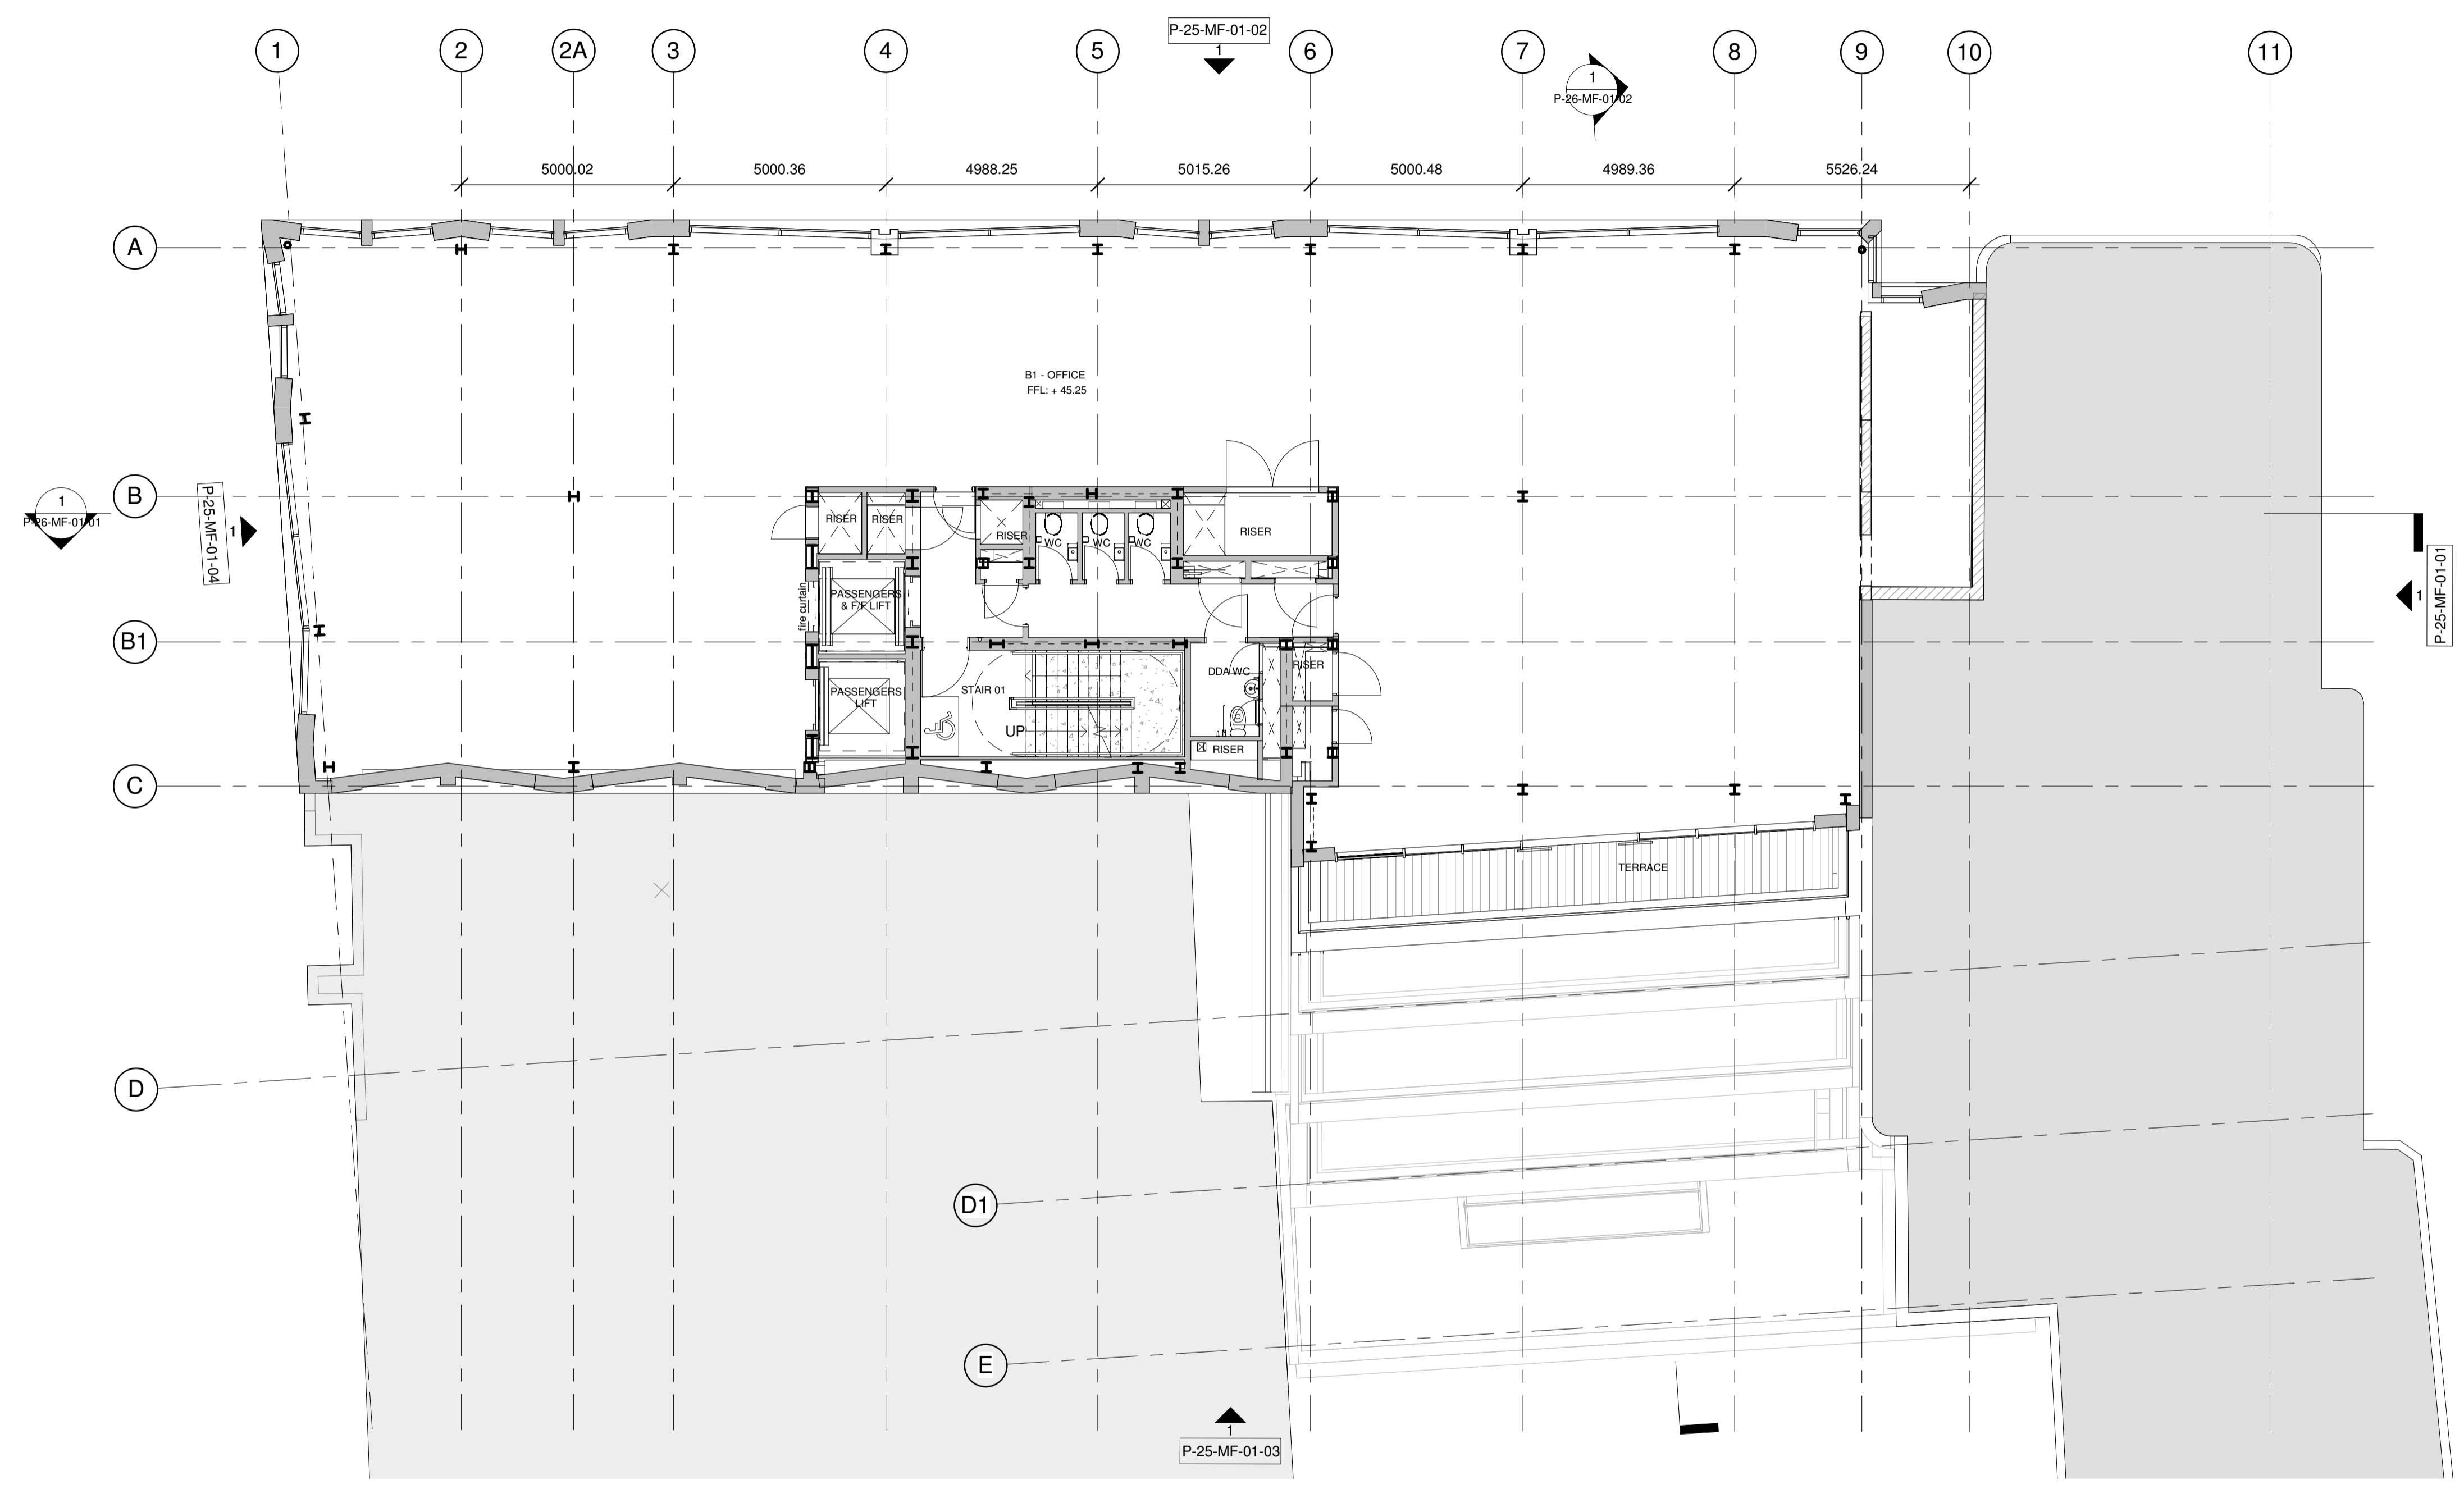 P-25-MF-01-02
1
1 2 2A 3 4 5 6 7 8 9 10 11
1
P-26-MF-01-02
5000.02 5000.36 4988.25 5015.26 5000.48 4989.36 5526.24
A
B1 - OFFICE
FFL: + 45.25
B
1
P-26-MF-01-01
P-25-MF-01-04
1
RISER RISER RISER WC WC WC RISER
fire curtain
PASSENGERS
& F/F LIFT
P-25-MF-01-01
1
B1
DDA WC
RISER
PASSENGERS
LIFT
STAIR 01
UP
RISER
C
TERRACE
D
D1
E
1
P-25-MF-01-03